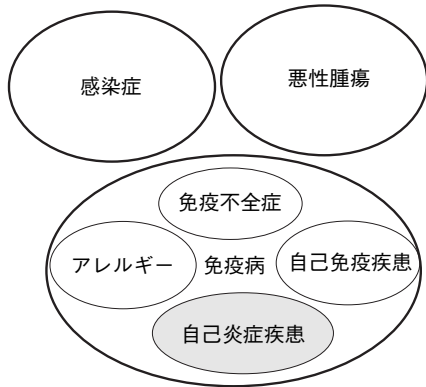 感染症
悪性腫瘍
免疫不全症
アレルギー
免疫病
自己免疫疾患
自己炎症疾患